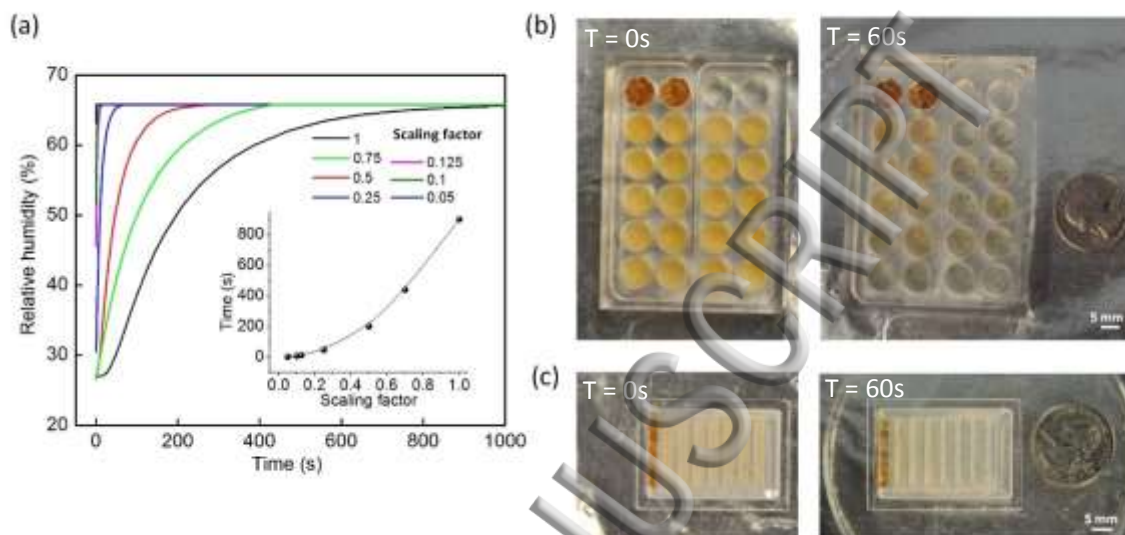 (a)
Relative humidity (%)
70
60
50
40
30
20
0
200
400
600
800
1000
Time (s)
Scaling factor
1
0.75
0.5
0.25
0.125
0.1
0.05
Time (s)
800
600
400
200
0
0.0
0.2
0.4
0.6
0.8
1.0
Scaling factor
(b)
T = 0s
T = 60s
5 mm
(c)
T = 0s
T = 60s
5 mm
USCRIPT